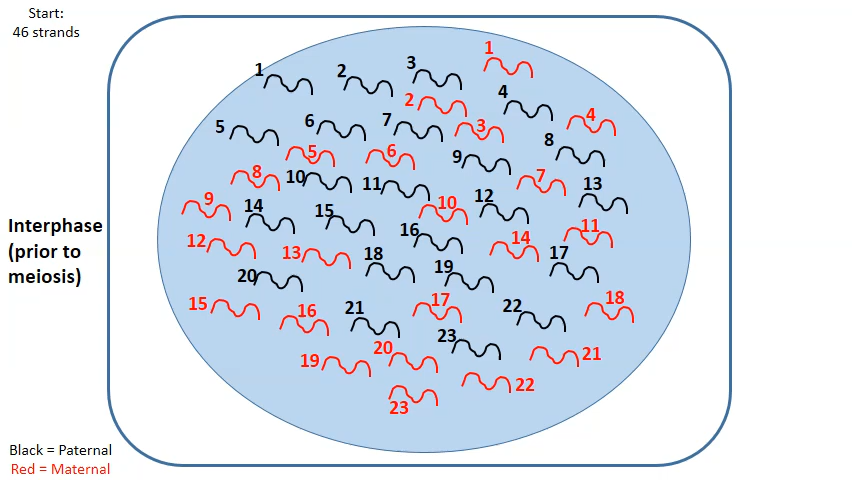 Start:
46 strands
1
1 2 3
2 4 4
5 6 7 3 8
5 6 9
8 10 11 7 13
9 14 15 10 12
12 13 16 14 11
18 19 17
20
15 16 21 17 22 18
23
19 20 21
22
23
Interphase
(prior to
meiosis)
Black = Paternal
Red = Maternal